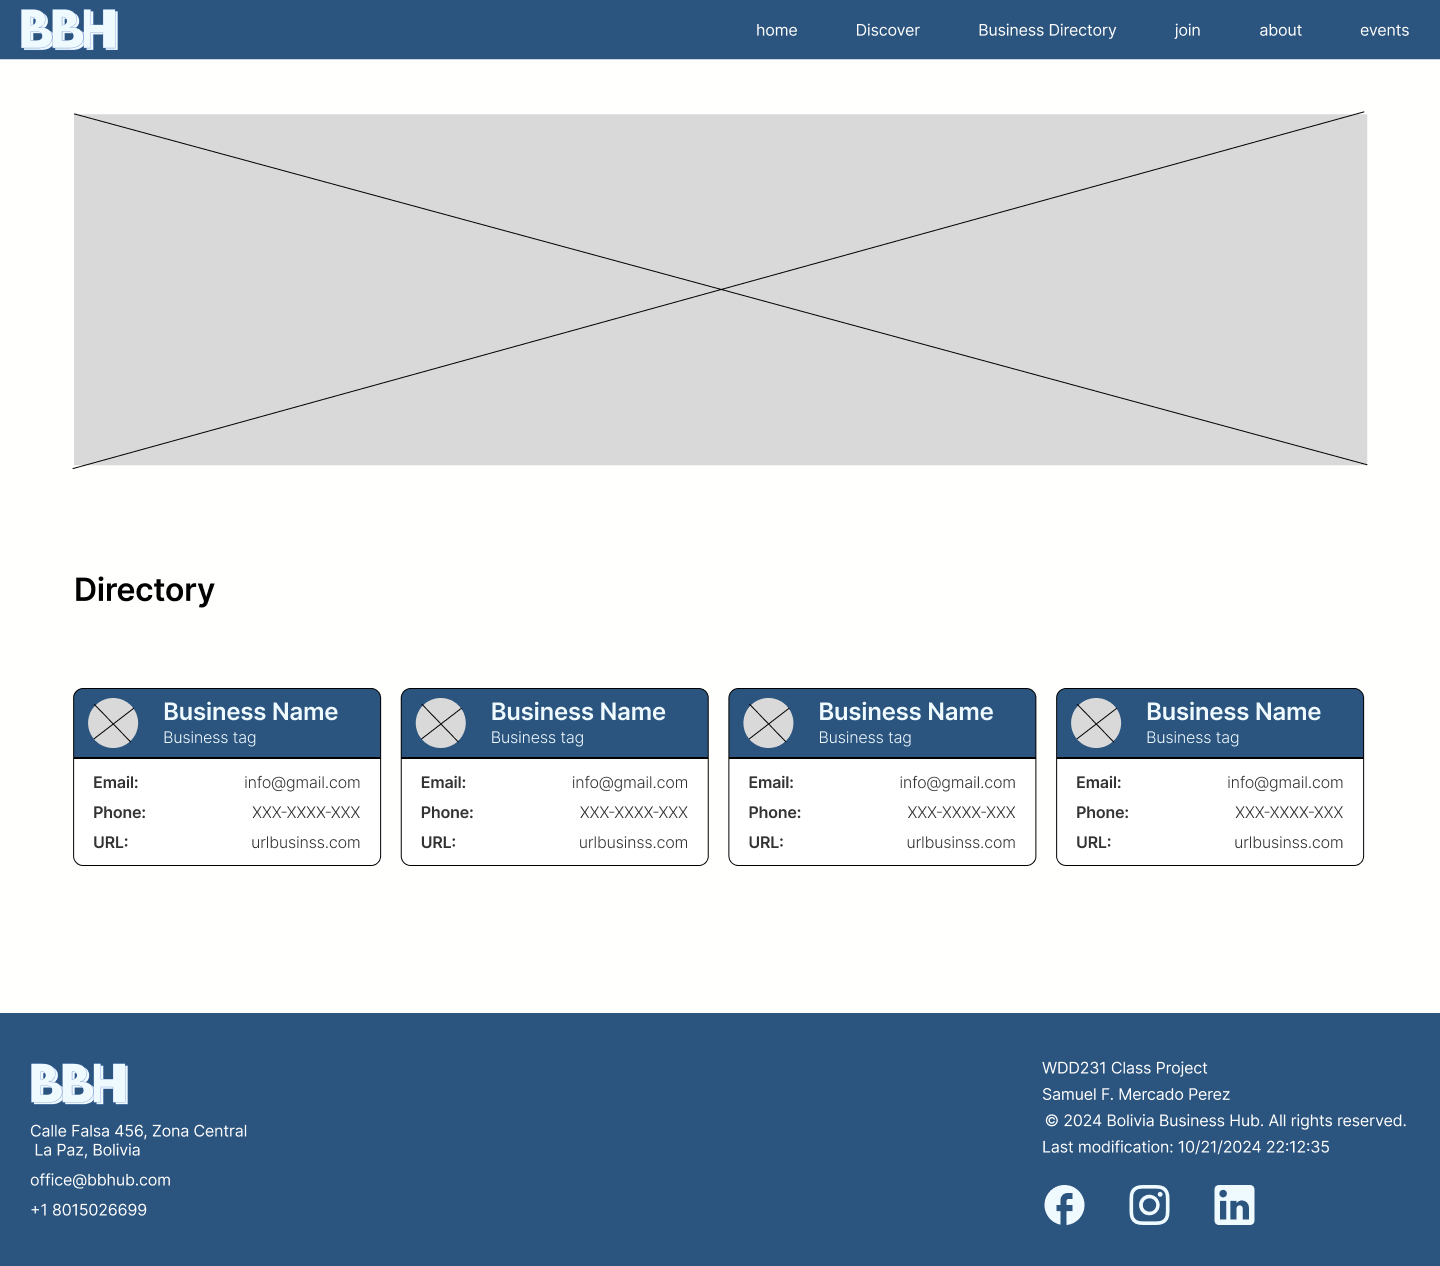 BBH
home Discover Business Directory join about events
Directory
Business Name
Business tag
Email: info@gmail.com
Phone: XXX-XXXX-XXX
URL: urlbusinss.com
Business Name
Business tag
Email: info@gmail.com
Phone: XXX-XXXX-XXX
URL: urlbusinss.com
Business Name
Business tag
Email: info@gmail.com
Phone: XXX-XXXX-XXX
URL: urlbusinss.com
Business Name
Business tag
Email: info@gmail.com
Phone: XXX-XXXX-XXX
URL: urlbusinss.com
BBH
Calle Falsa 456, Zona Central
La Paz, Bolivia
office@bbhub.com
+1 8015026699
WDD231 Class Project
Samuel F. Mercado Perez
© 2024 Bolivia Business Hub. All rights reserved.
Last modification: 10/21/2024 22:12:35